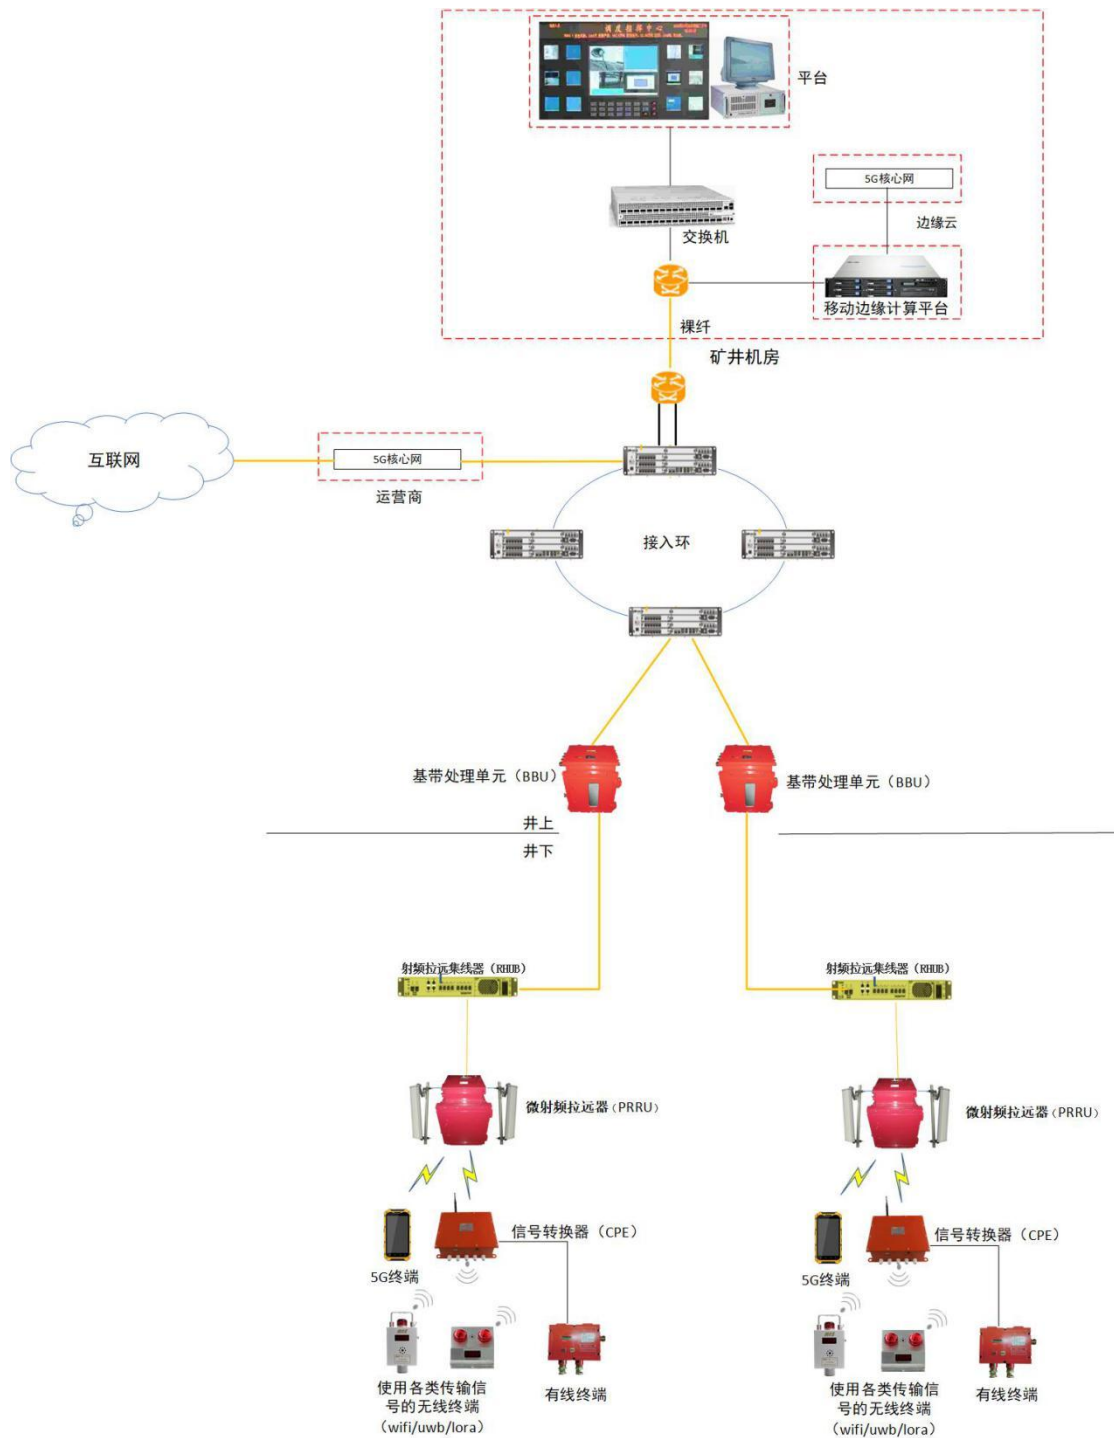 调度指挥中心
平台
5G核心网
边缘云
交换机
移动边缘计算平台
裸纤
矿井机房
互联网
5G核心网
运营商
接入环
基带处理单元（BBU）
基带处理单元（BBU）
井上
井下
射频拉远集线器（RHUB）
射频拉远集线器（RHUB）
微射频拉远器（PRRU）
微射频拉远器（PRRU）
信号转换器（CPE）
信号转换器（CPE）
5G终端
5G终端
使用各类传输信
号的无线终端
（wifi/uwb/lora）
有线终端
使用各类传输信
号的无线终端
（wifi/uwb/lora）
有线终端